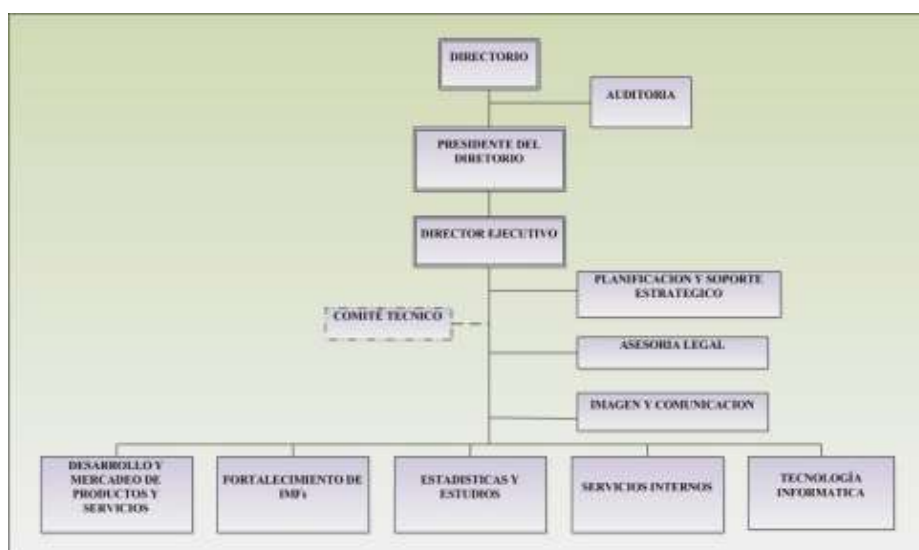 DIRECTORIO
AUDITORIA
PRESIDENTE DEL
DIRETORIO
DIRECTOR EJECUTIVO
PLANIFICACION Y SOPORTE
ESTRATEGICO
COMITÉ TECNICO
ASESORIA LEGAL
IMAGEN Y COMUNICACION
DESARROLLO Y
MERCADEO DE
PRODUCTOS Y
SERVICIOS
FORTALECIMIENTO DE
IMFs
ESTADISTICAS Y
ESTUDIOS
SERVICIOS INTERNOS
TECNOLOGÍA
INFORMATICA